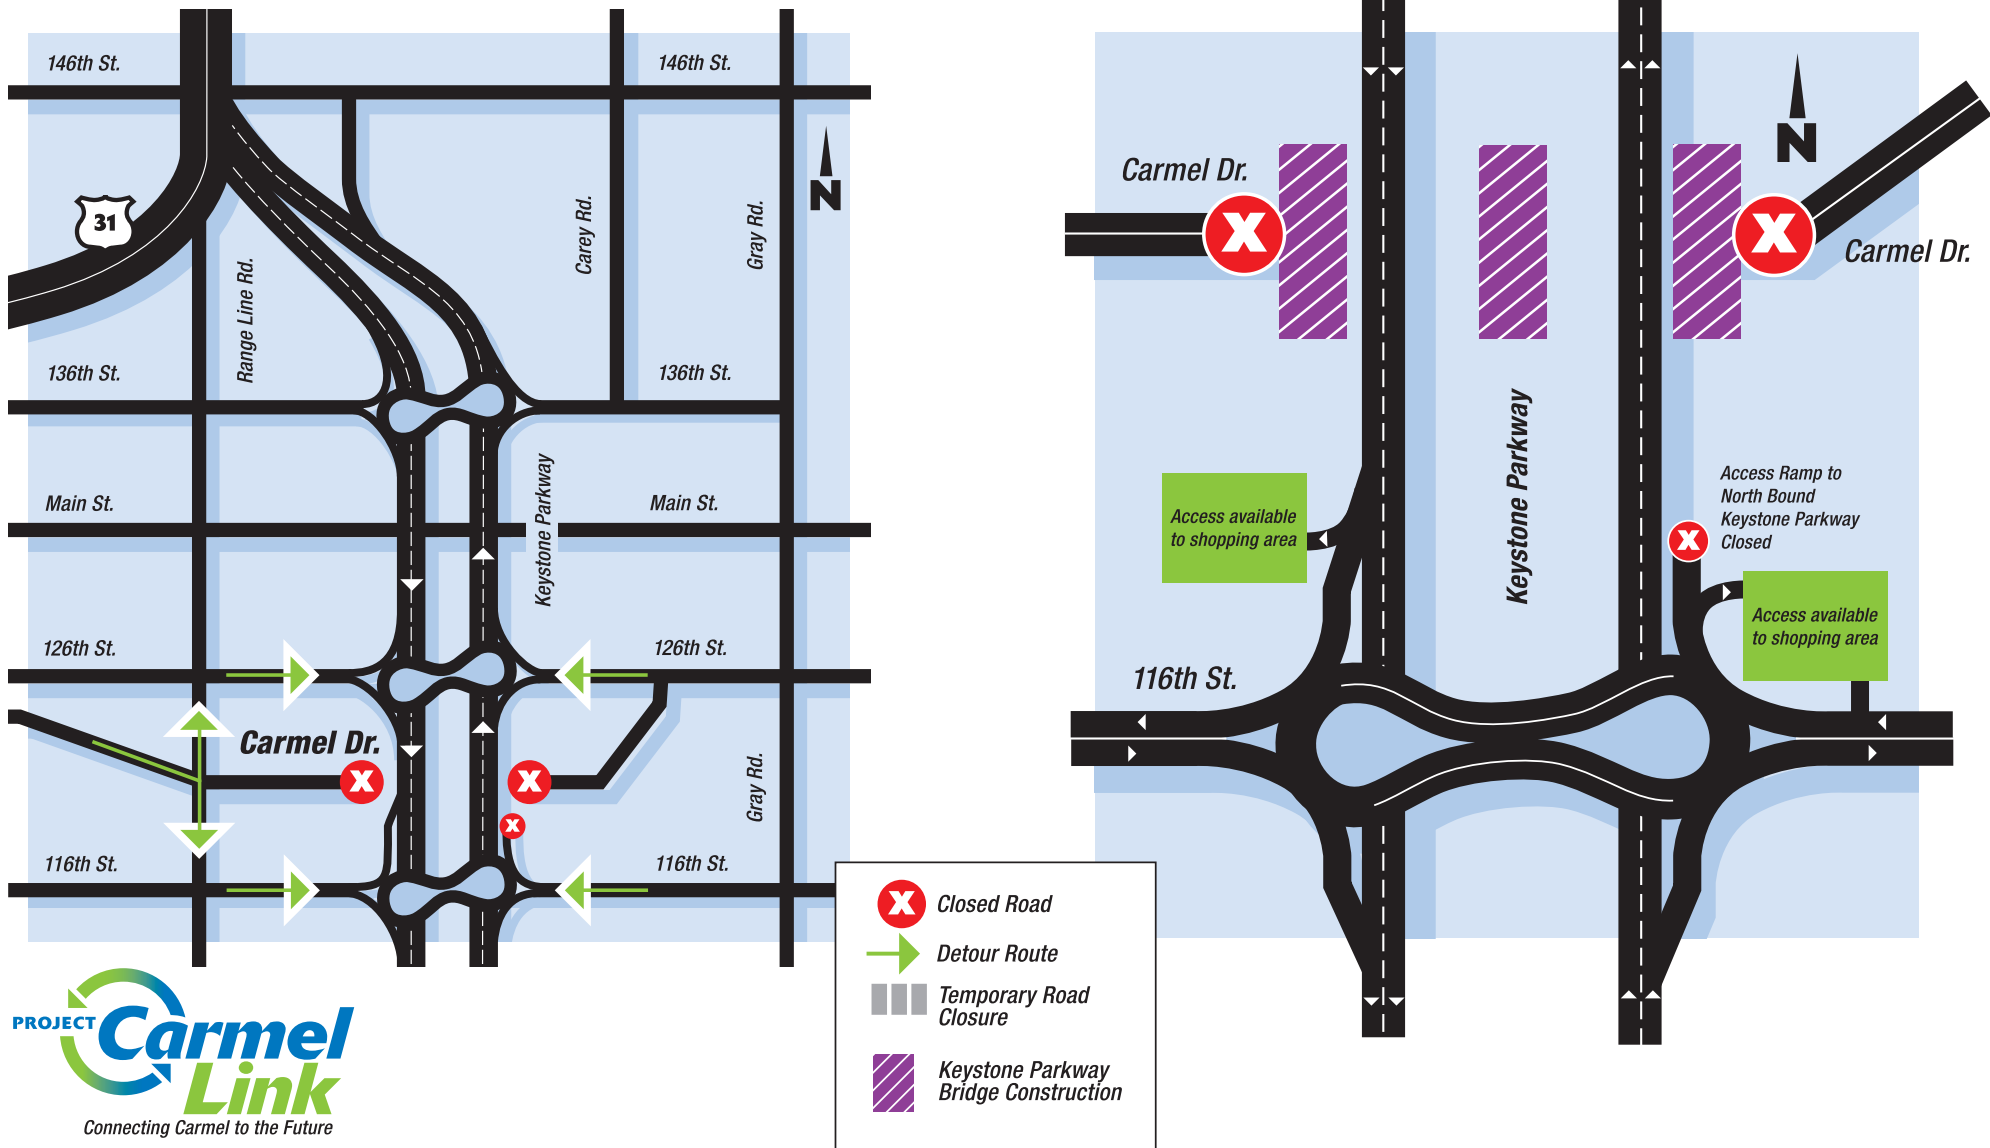 146th St.
146th St.
31
N
Carey Rd.
Gray Rd.
Range Line Rd.
136th St.
136th St.
Main St.
Main St.
Keystone Parkway
126th St.
126th St.
Carmel Dr.
X
X
X
Gray Rd.
116th St.
116th St.
PROJECT
Carmel
Link
Connecting Carmel to the Future
X
Closed Road
Detour Route
Temporary Road
Closure
Keystone Parkway
Bridge Construction
N
Carmel Dr.
X
X
Carmel Dr.
Keystone Parkway
Access available
to shopping area
Access Ramp to
North Bound
Keystone Parkway
Closed
X
Access available
to shopping area
116th St.